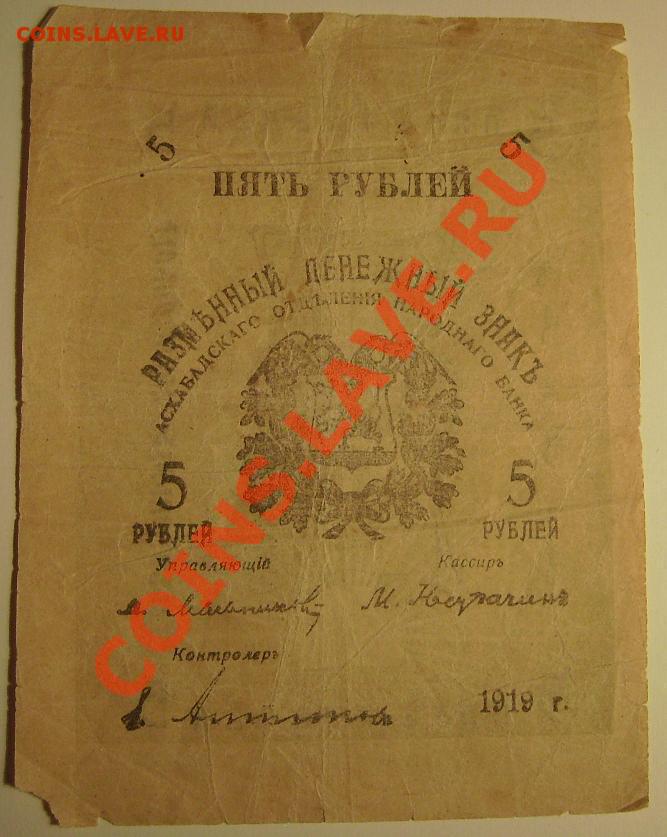 COINS.LAVE.RU
5 5
ПЯТЬ РУБЛЕЙ
РАЗМѢННЫЙ ДЕНЕЖНЫЙ ЗНАКЪ
АСХАБАДСКАГО ОТДѢЛЕНІЯ НАРОДНАГО БАНКА
COINS.LAVE.RU
5 5
РУБЛЕЙ РУБЛЕЙ
Управляющій Кассиръ
М.
Контролеръ
1919 г.